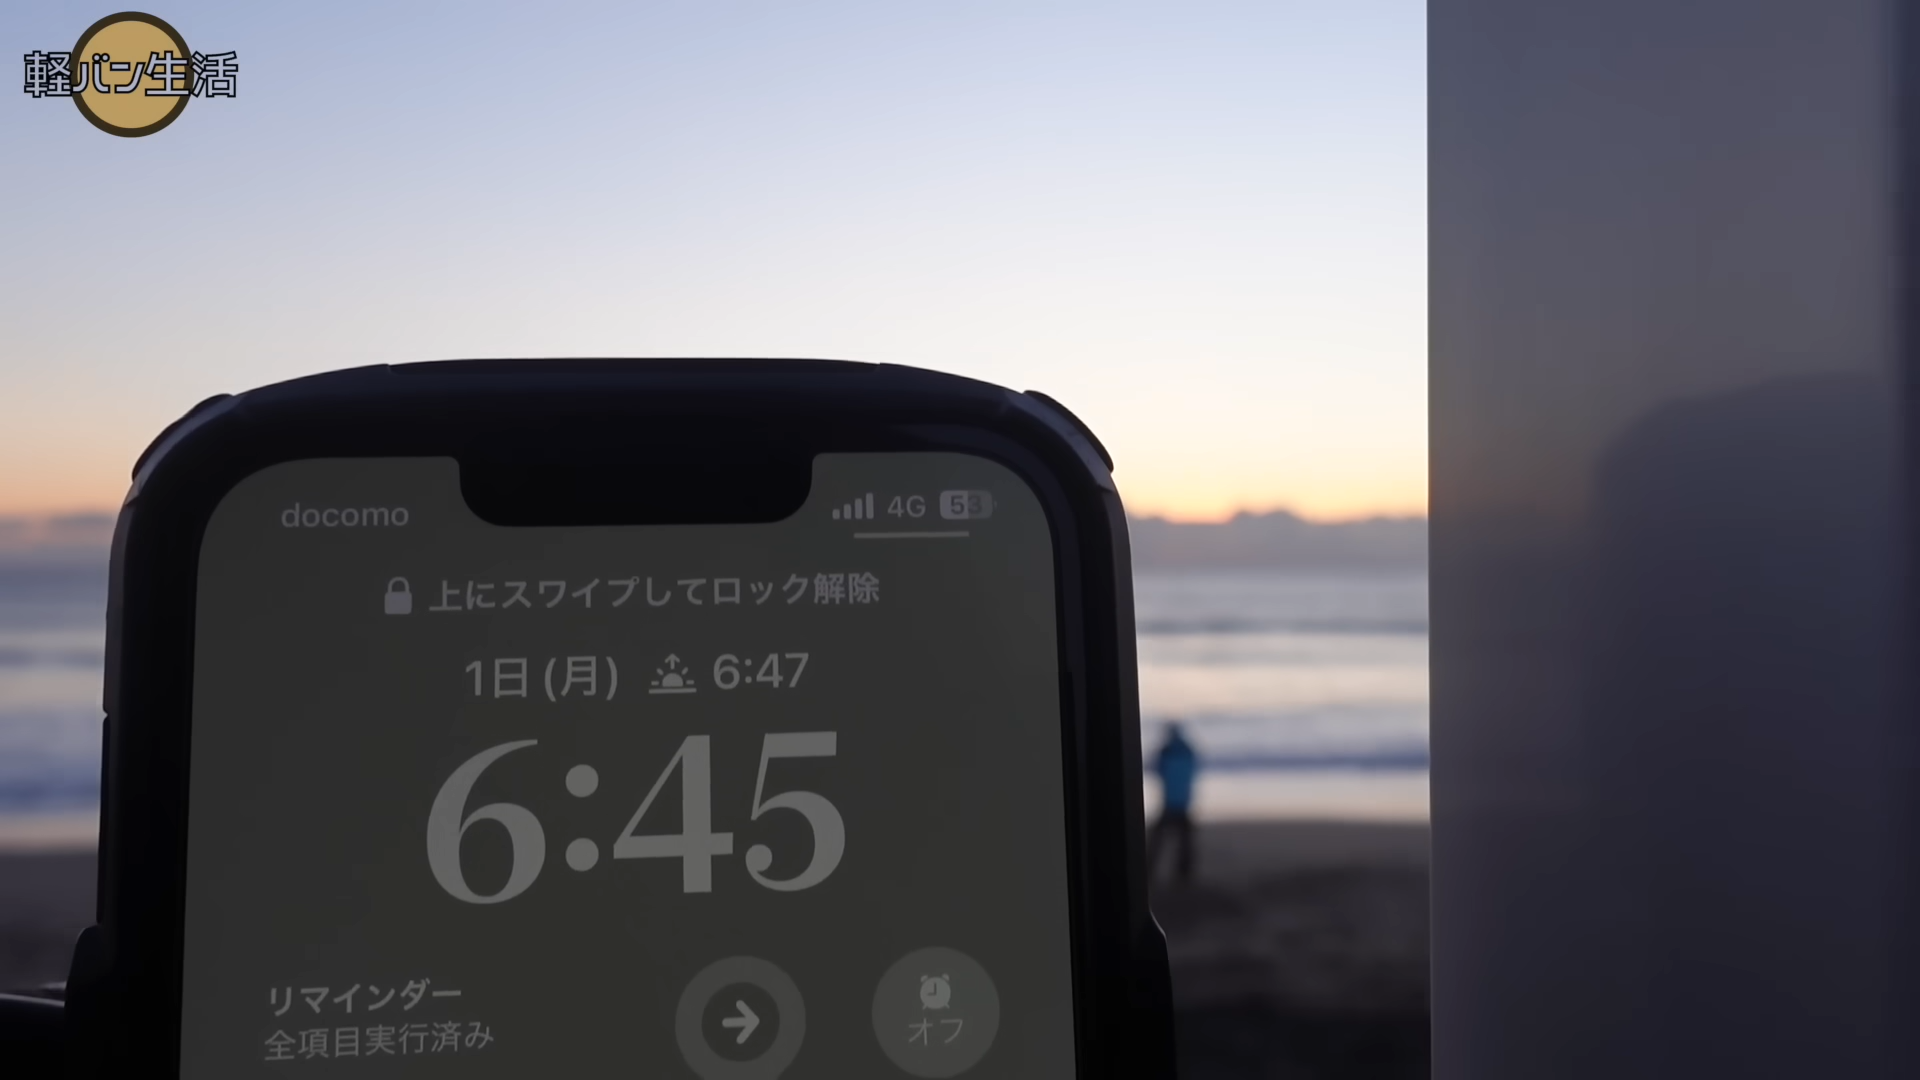 軽バン生活
docomo
4G 53
上にスワイプしてロック解除
1日(月) 6:47
6:45
リマインダー
全項目実行済み
オフ